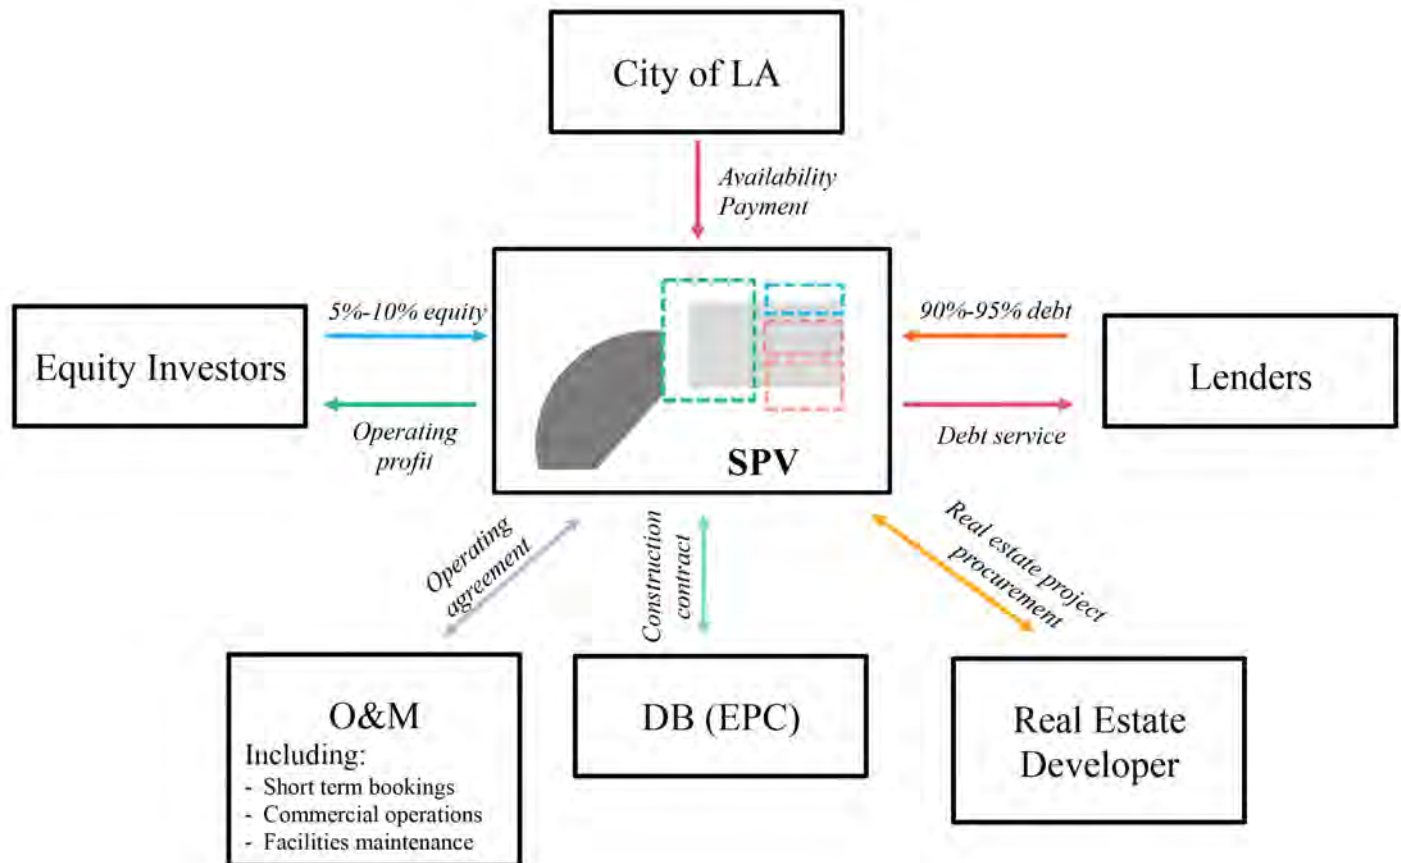 City of LA
Availability
Payment
5%-10% equity
90%-95% debt
Equity Investors
Lenders
Operating
profit
Debt service
SPV
Operating
agreement
Construction
contract
Real estate project
procurement
O&M
Including:
- Short term bookings
- Commercial operations
- Facilities maintenance
DB (EPC)
Real Estate
Developer